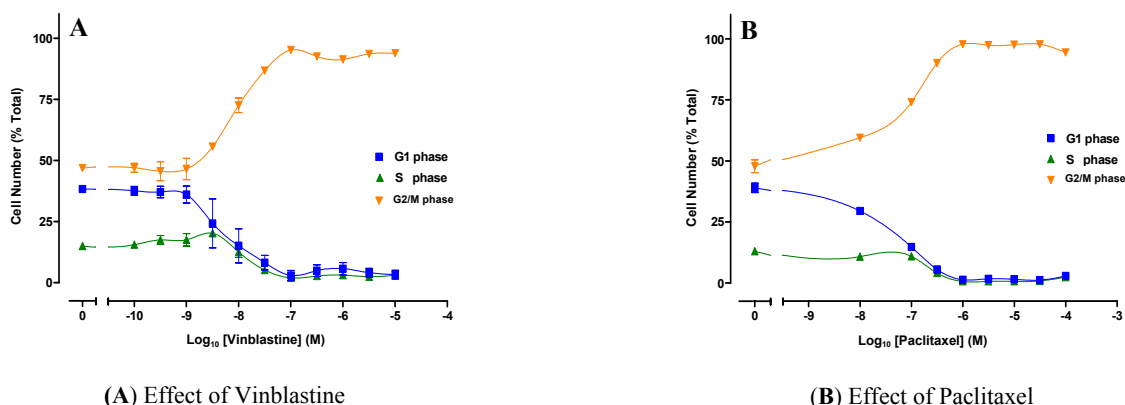 A
100
75
50
25
0
Cell Number (% Total)
G1 phase
S phase
G2/M phase
0 -10 -9 -8 -7 -6 -5 -4
Log₁₀ [Vinblastine] (M)
(A) Effect of Vinblastine
B
100
75
50
25
0
Cell Number (% Total)
G1 phase
S phase
G2/M phase
0 -9 -8 -7 -6 -5 -4 -3
Log₁₀ [Paclitaxel] (M)
(B) Effect of Paclitaxel